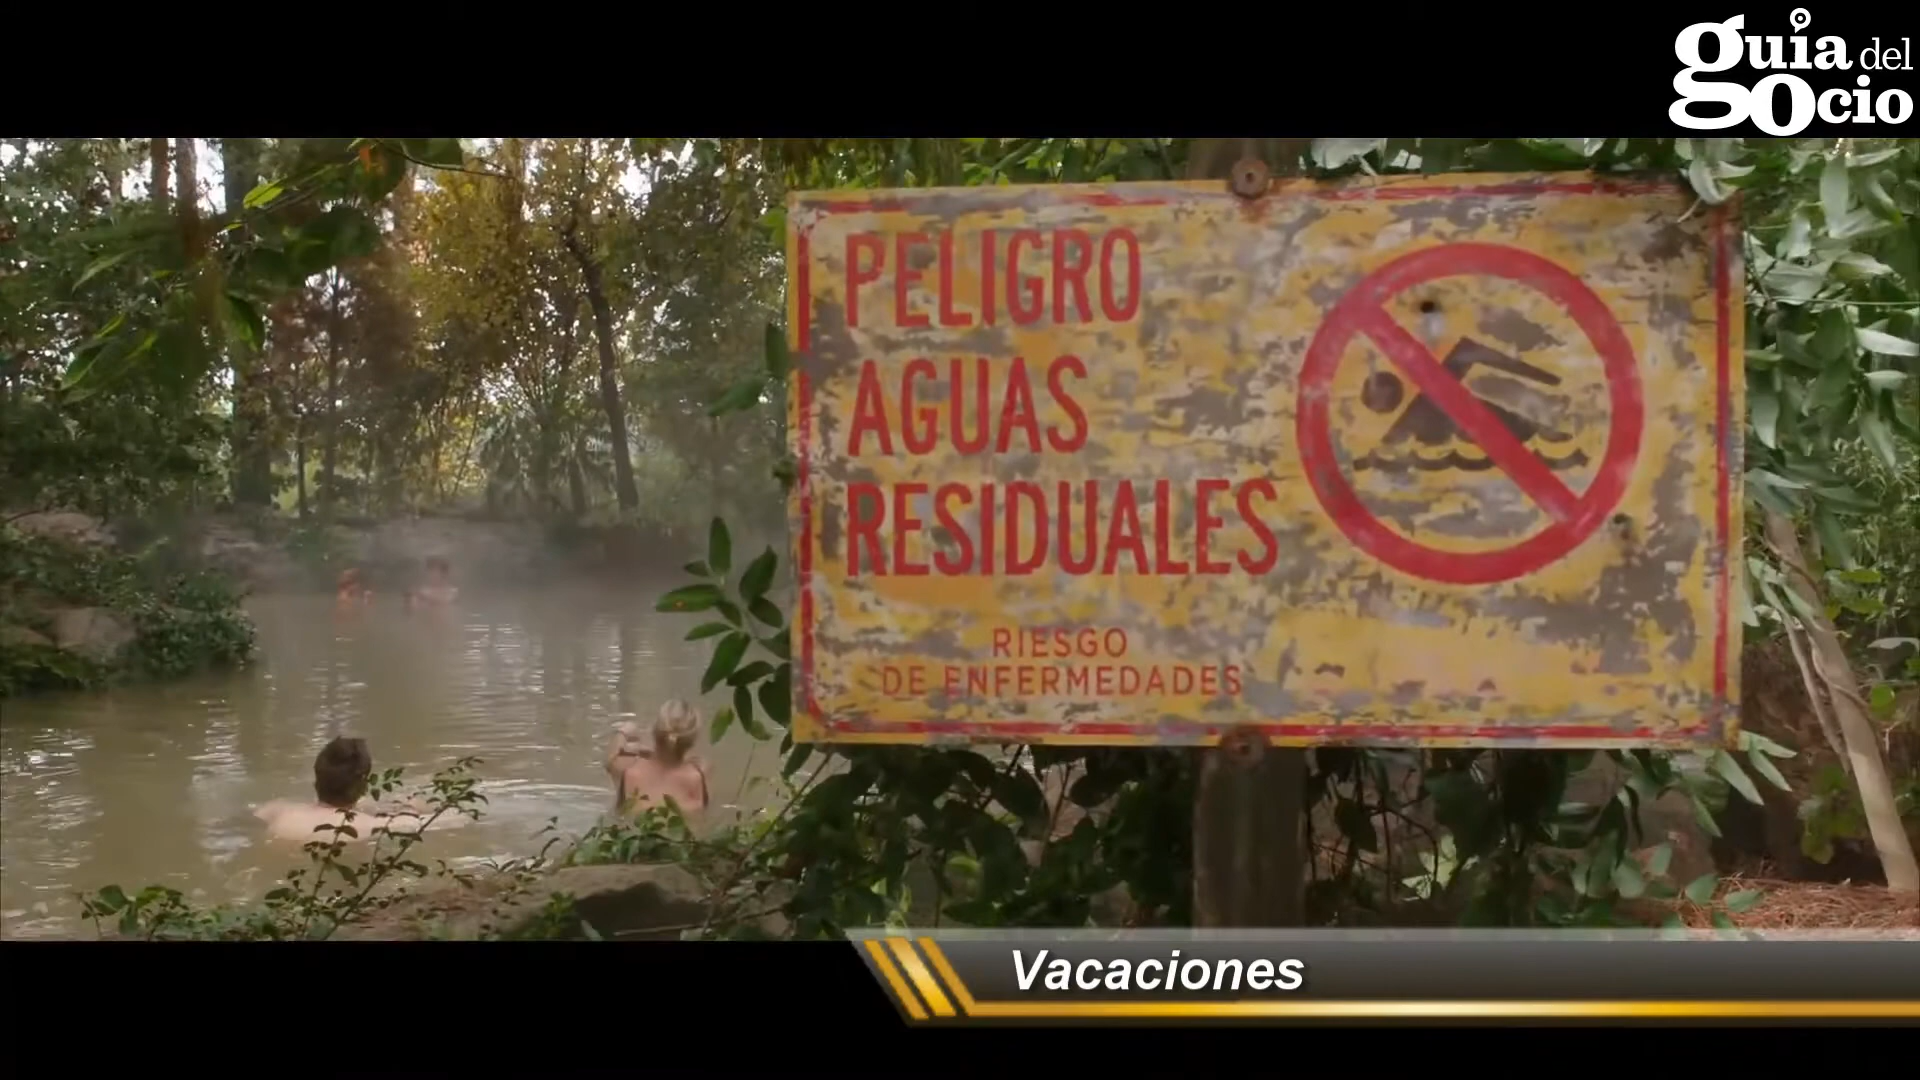 guia del
ocio
PELIGRO
AGUAS
RESIDUALES
RIESGO
DE ENFERMEDADES
Vacaciones